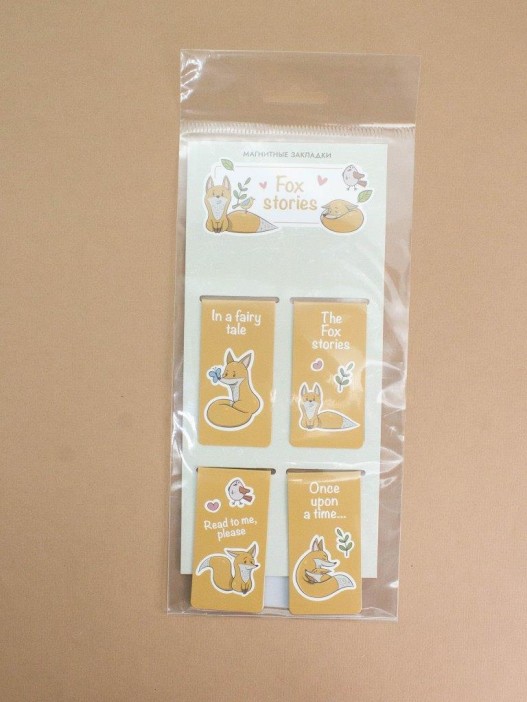 МАГНИТНЫЕ ЗАКЛАДКИ
Fox
stories
In a fairy
tale
The
Fox
stories
Read to me,
please
Once
upon
a time...